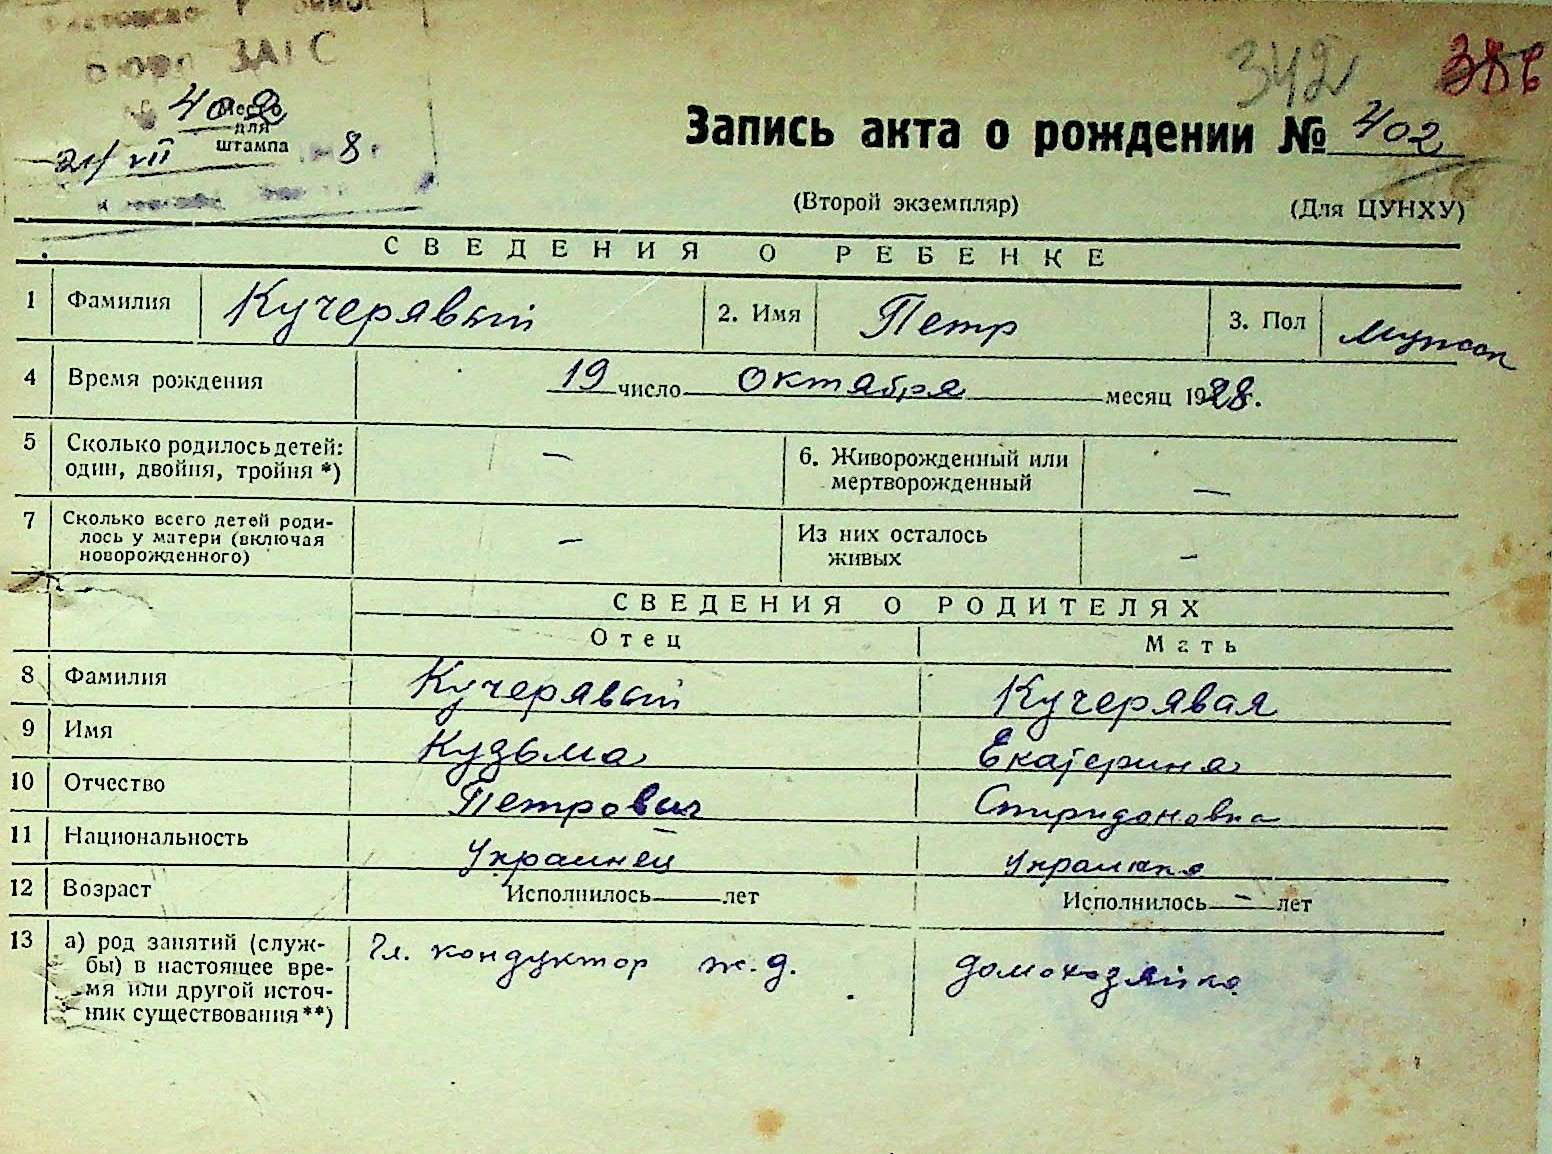 ЗАГС
402
Место
для
штампа
21/VII 8
342
Запись акта о рождении № 402
(Второй экземпляр) (Для ЦУНХУ)
СВЕДЕНИЯ О РЕБЕНКЕ
1 Фамилия Кучерявый 2. Имя Петр 3. Пол мужск
4 Время рождения 19 число октября месяц 1928.
5 Сколько родилось детей: — 6. Живорожденный или —
один, двойня, тройня *) мертворожденный
7 Сколько всего детей роди- — Из них осталось —
лось у матери (включая живых
новорожденного)
СВЕДЕНИЯ О РОДИТЕЛЯХ
Отец Мать
8 Фамилия Кучерявый Кучерявая
9 Имя Кузьма Екатерина
10 Отчество Петрович Спиридоновна
11 Национальность Украинец Украинка
12 Возраст Исполнилось лет Исполнилось — лет
13 а) род занятий (служ- Гл. кондуктор ж.д. домохозяйка
бы) в настоящее вре-
мя или другой источ-
ник существования **)